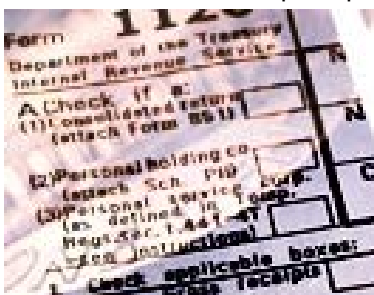 Form 1120
Department of the Treasury
Internal Revenue Service
A Check if a:
(1) Consolidated return
(attach Form 851)
(2) Personal holding co.
(attach Sch. PH)
(3) Personal service corp.
(as defined in Temp.
Regs. sec. 1.441-4T
see instructions)
Check applicable boxes:
Gross receipts